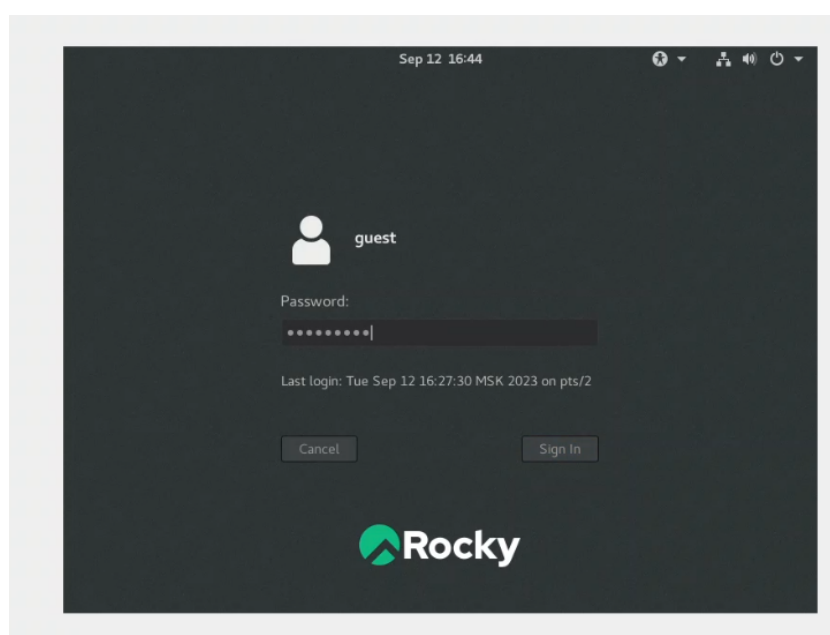 Sep 12 16:44
guest
Password:
Last login: Tue Sep 12 16:27:30 MSK 2023 on pts/2
Cancel Sign In
Rocky